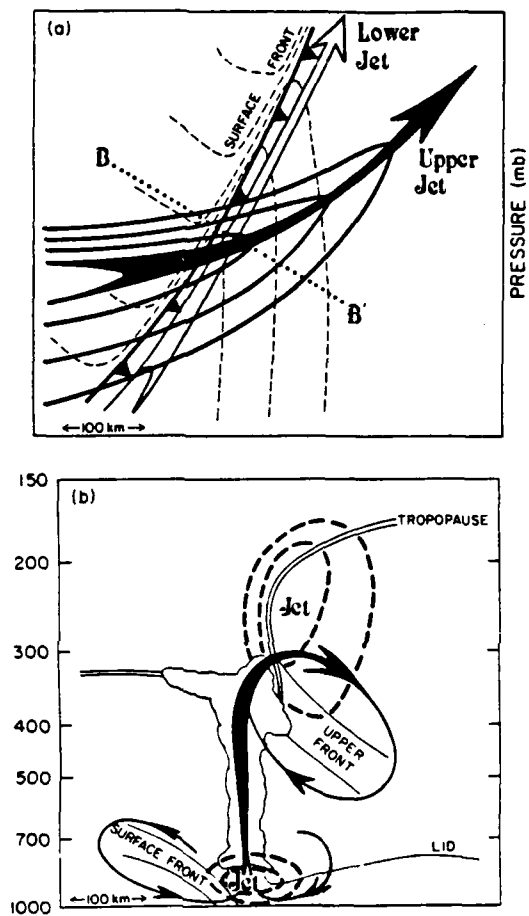 (a)
Lower
Jet
SURFACE FRONT
Upper
Jet
B
B'
←100 km→
PRESSURE (mb)
(b)
150
200
300
400
500
700
1000
TROPOPAUSE
Jet
UPPER
FRONT
SURFACE FRONT
Jet
LID
←100 km→